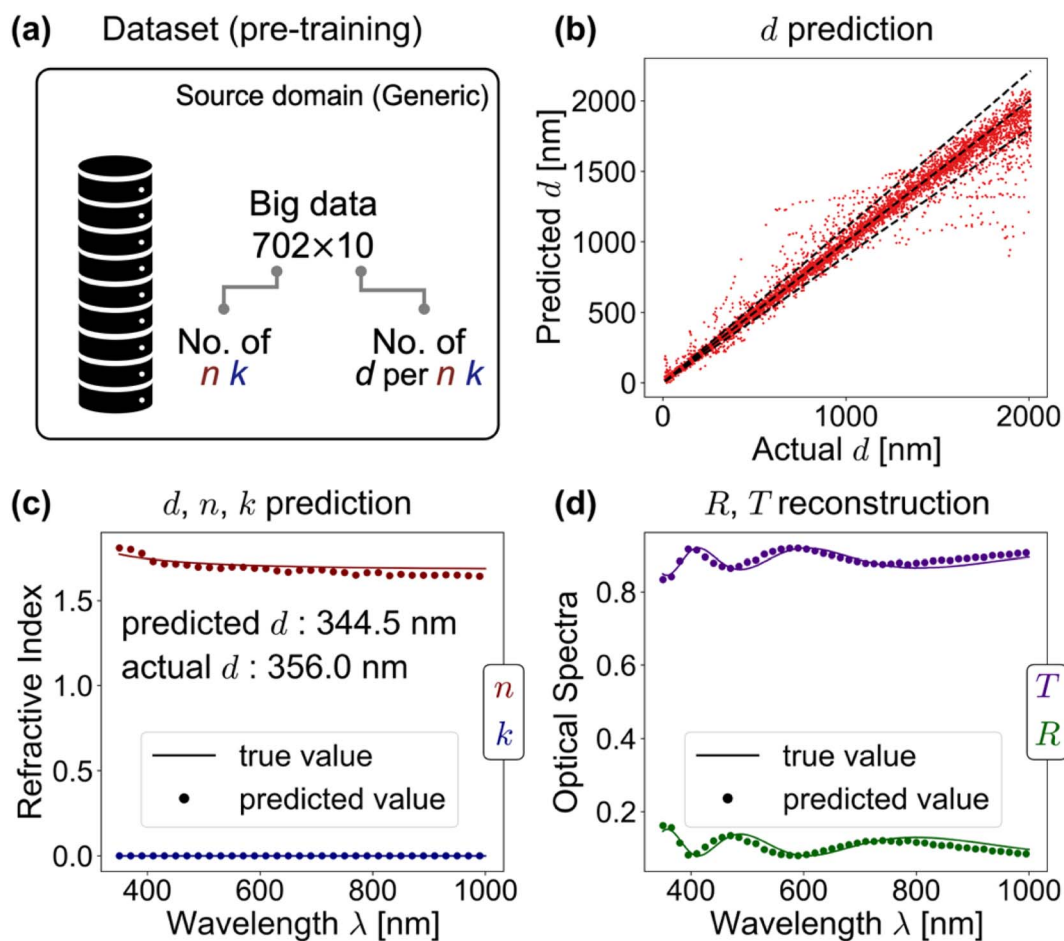 (a) Dataset (pre-training)
Source domain (Generic)
Big data
702×10
No. of
n k
No. of
d per n k
(b) d prediction
Predicted d [nm]
2000
1500
1000
500
0
0 1000 2000
Actual d [nm]
(c) d, n, k prediction
Refractive Index
1.5
1.0
0.5
0.0
predicted d : 344.5 nm
actual d : 356.0 nm
n
k
true value
predicted value
400 600 800 1000
Wavelength λ [nm]
(d) R, T reconstruction
Optical Spectra
0.8
0.4
0.2
T
R
true value
predicted value
400 600 800 1000
Wavelength λ [nm]